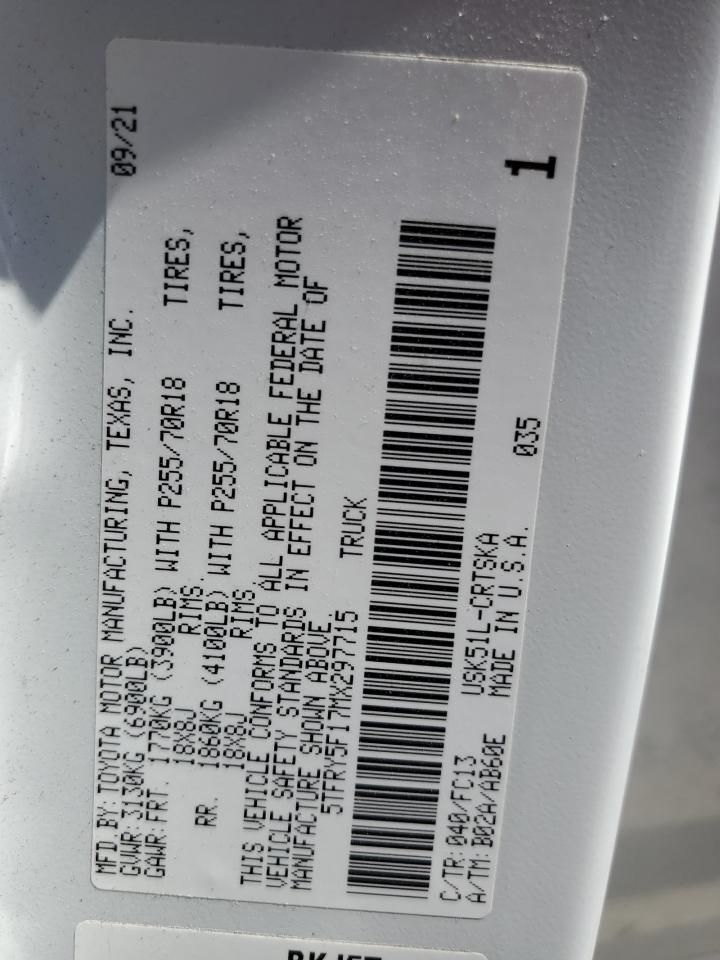 MFD BY: TOYOTA MOTOR MANUFACTURING, TEXAS, INC. 09/21
GVWR: 3130KG (6900LB)
GAWR: FRT. 1770KG (3900LB) WITH P255/70R18 TIRES,
18X8J RIMS,
RR. 1860KG (4100LB) WITH P255/70R18 TIRES,
18X8J RIMS,
THIS VEHICLE CONFORMS TO ALL APPLICABLE FEDERAL MOTOR
VEHICLE SAFETY STANDARDS IN EFFECT ON THE DATE OF
MANUFACTURE SHOWN ABOVE.
5TFRY5F17MX297715 TRUCK
1
C/TR: 040/FC13 USK51L-CRTSKA 035
A/TM: B02A/AB60E MADE IN U.S.A.